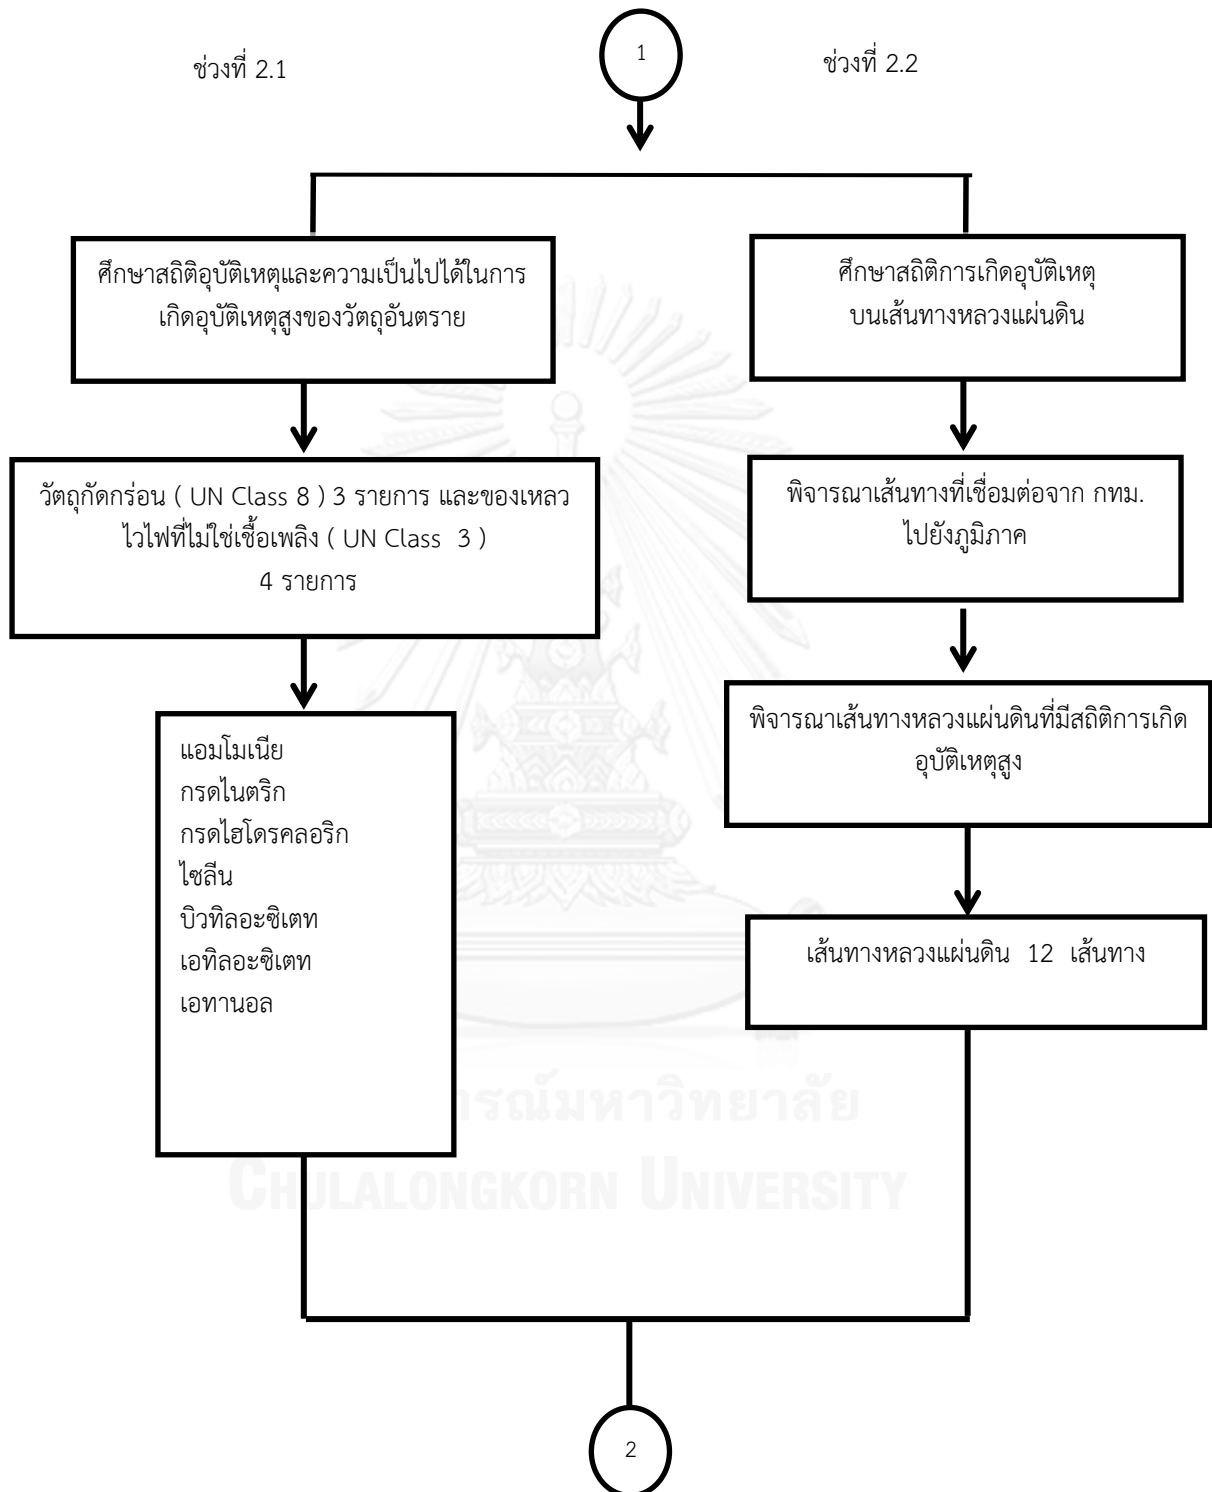 1
ช่วงที่ 2.1
ช่วงที่ 2.2
ศึกษาสถิติอุบัติเหตุและความเป็นไปได้ในการ
เกิดอุบัติเหตุสูงของวัตถุอันตราย
วัตถุกัดกร่อน ( UN Class 8 ) 3 รายการ และของเหลว
ไวไฟที่ไม่ใช่เชื้อเพลิง ( UN Class 3 )
4 รายการ
แอมโมเนีย
กรดไนตริก
กรดไฮโดรคลอริก
ไซลีน
บิวทิลอะซิเตท
เอทิลอะซิเตท
เอทานอล
ศึกษาสถิติการเกิดอุบัติเหตุ
บนเส้นทางหลวงแผ่นดิน
พิจารณาเส้นทางที่เชื่อมต่อจาก กทม.
ไปยังภูมิภาค
พิจารณาเส้นทางหลวงแผ่นดินที่มีสถิติการเกิด
อุบัติเหตุสูง
เส้นทางหลวงแผ่นดิน 12 เส้นทาง
รณ์มหาวิทยาลัย
CHULALONGKORN UNIVERSITY
2